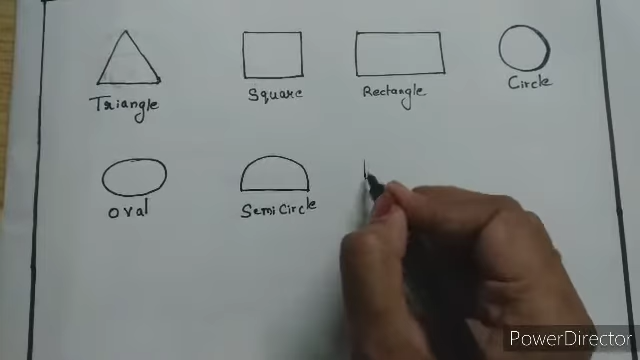 Triangle
Square
Rectangle
Circle
Oval
Semi Circle
PowerDirector